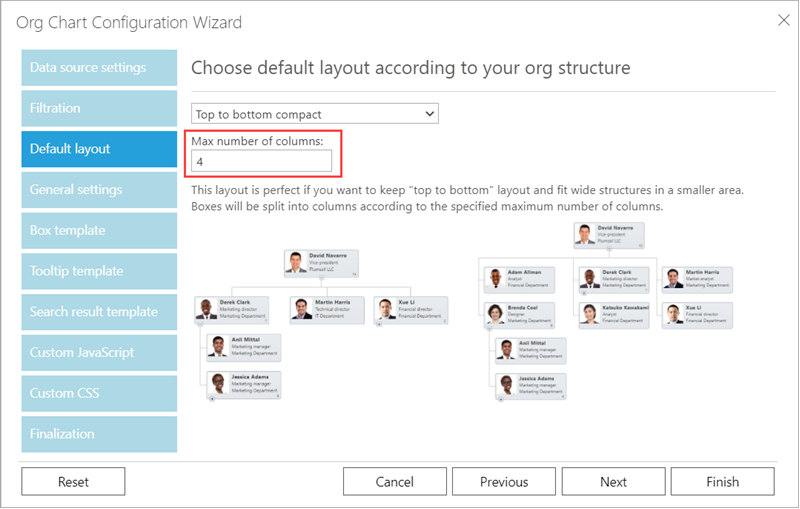 Org Chart Configuration Wizard
Data source settings
Filtration
Default layout
General settings
Box template
Tooltip template
Search result template
Custom JavaScript
Custom CSS
Finalization
Choose default layout according to your org structure
Top to bottom compact
Max number of columns:
4
This layout is perfect if you want to keep "top to bottom" layout and fit wide structures in a smaller area.
Boxes will be split into columns according to the specified maximum number of columns.
David Navarro
Vice-president
Plumsail LLC
Derek Clark
Marketing director
Marketing Department
Martin Harris
Technical director
IT Department
Xue Li
Financial director
Financial Department
Anil Mittal
Marketing manager
Marketing Department
Jessica Adams
Marketing manager
Marketing Department
David Navarro
Vice-president
Plumsail LLC
Adam Allman
Analyst
Financial Department
Derek Clark
Marketing director
Marketing Department
Martin Harris
Market analyst
Marketing Department
Brenda Coel
Designer
Marketing Department
Katsuko Kawakami
Analyst
Financial Department
Xue Li
Financial director
Financial Department
Anil Mittal
Marketing manager
Marketing Department
Jessica Adams
Marketing manager
Marketing Department
Reset
Cancel
Previous
Next
Finish